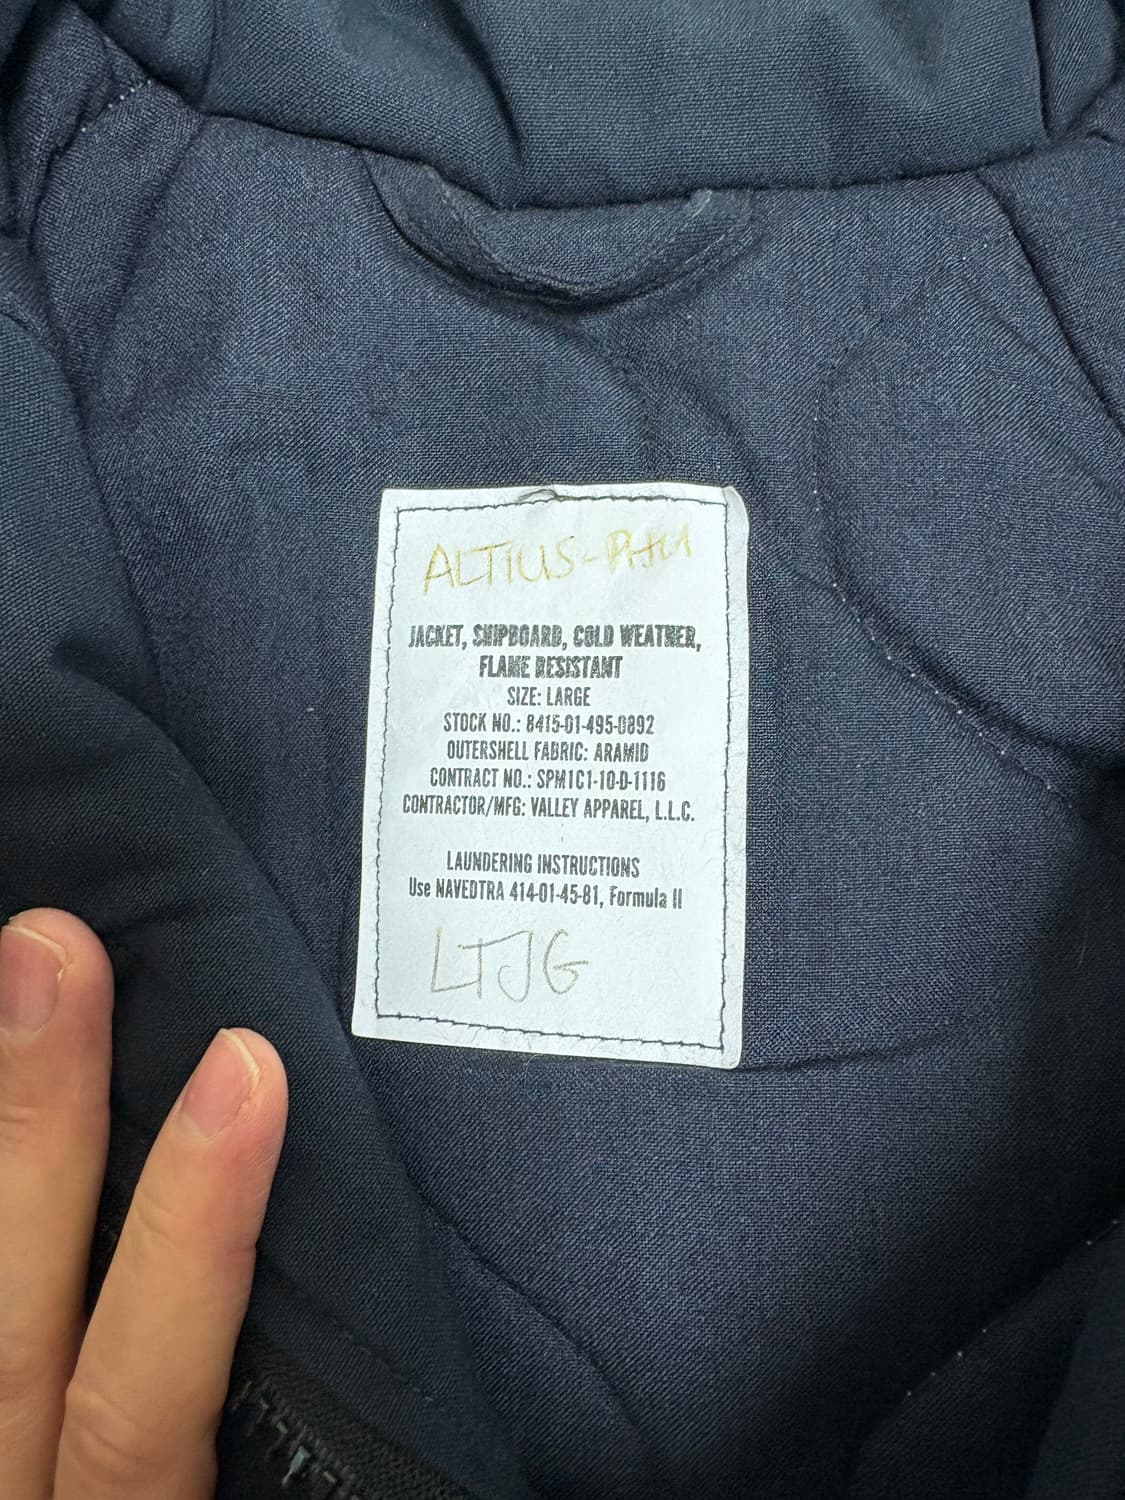 ALTIUS-
JACKET, SHIPBOARD, COLD WEATHER,
FLAME RESISTANT
SIZE: LARGE
STOCK NO.: 8415-01-495-0892
OUTERSHELL FABRIC: ARAMID
CONTRACT NO.: SPM1C1-10-D-1116
CONTRACTOR/MFG: VALLEY APPAREL, L.L.C.
LAUNDERING INSTRUCTIONS
Use NAVEDTRA 414-01-45-81, Formula II
LTJG